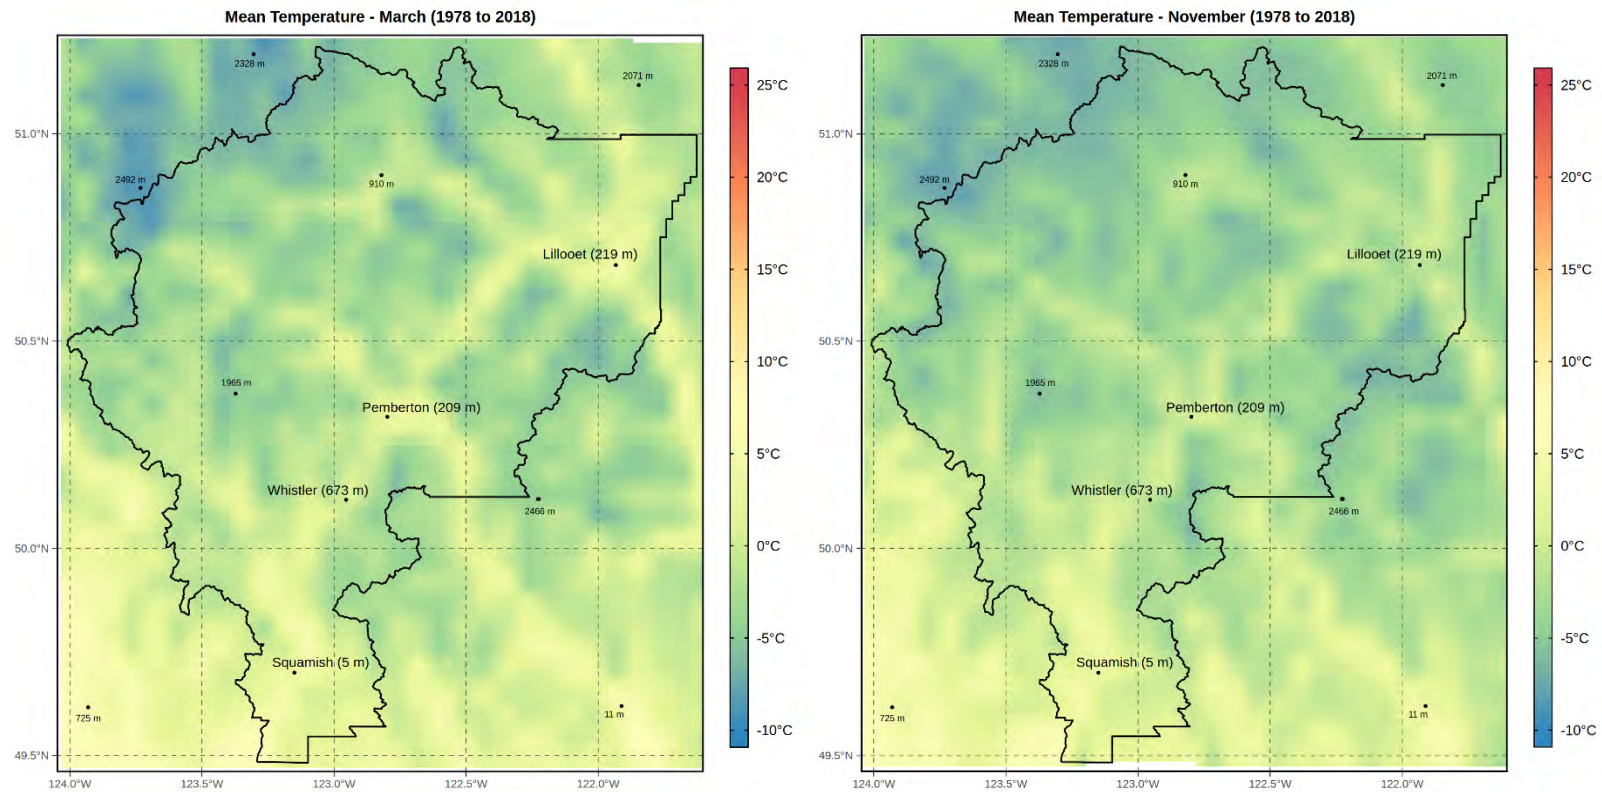 Mean Temperature - March (1978 to 2018)
2328 m
2071 m
51.0°N
2492 m
910 m
Lillooet (219 m)
50.5°N
1965 m
Pemberton (209 m)
Whistler (673 m)
2466 m
50.0°N
Squamish (5 m)
725 m
11 m
49.5°N
124.0°W 123.5°W 123.0°W 122.5°W 122.0°W
25°C
20°C
15°C
10°C
5°C
0°C
-5°C
-10°C
Mean Temperature - November (1978 to 2018)
2328 m
2071 m
51.0°N
2492 m
910 m
Lillooet (219 m)
50.5°N
1965 m
Pemberton (209 m)
Whistler (673 m)
2466 m
50.0°N
Squamish (5 m)
725 m
11 m
49.5°N
124.0°W 123.5°W 123.0°W 122.5°W 122.0°W
25°C
20°C
15°C
10°C
5°C
0°C
-5°C
-10°C